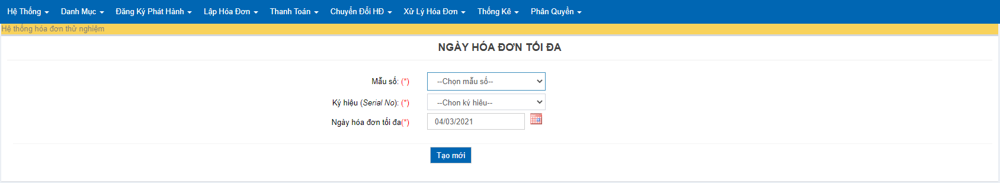 Hệ Thống Danh Mục Đăng Ký Phát Hành Lập Hóa Đơn Thanh Toán Chuyển Đổi HĐ Xử Lý Hóa Đơn Thống Kê Phân Quyền
Hệ thống hóa đơn thử nghiệm
NGÀY HÓA ĐƠN TỐI ĐA
Mẫu số: (*) --Chọn mẫu số--
Ký hiệu (Serial No): (*) --Chọn ký hiệu--
Ngày hóa đơn tối đa(*) 04/03/2021
Tạo mới